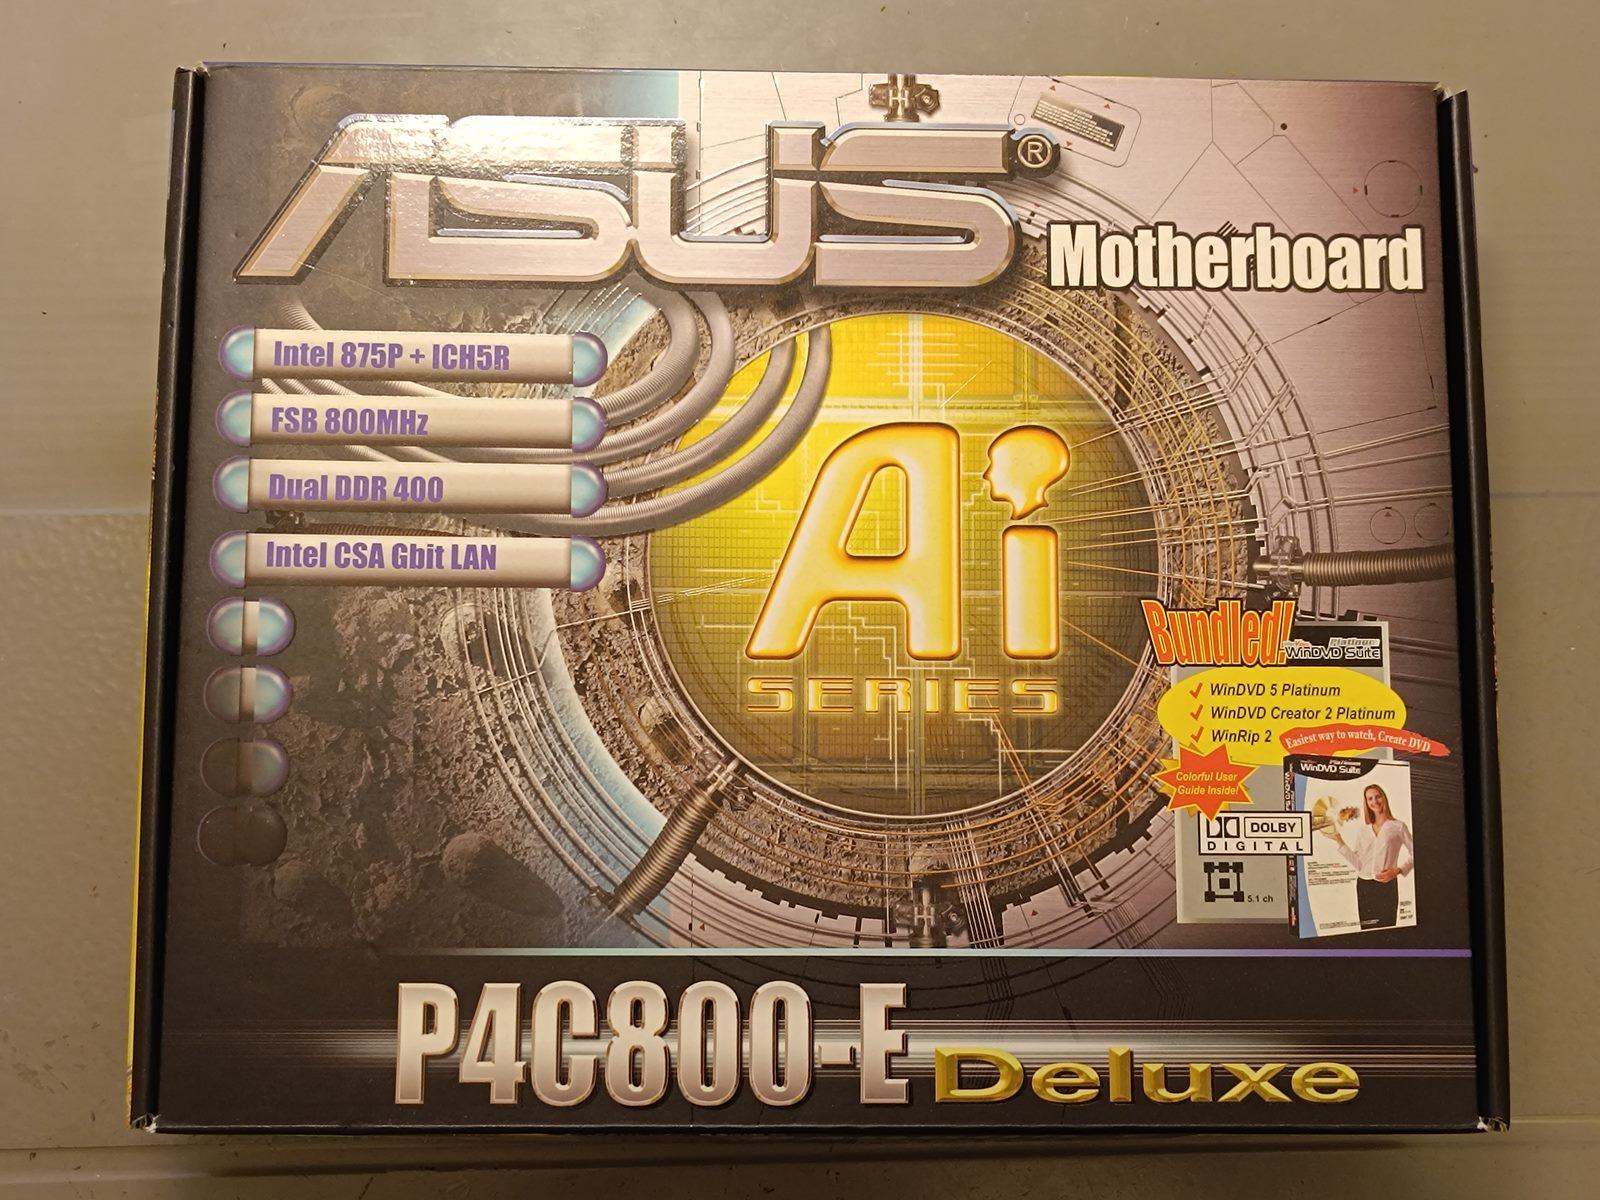 ASUS®
Motherboard
Intel 875P + ICH5R
FSB 800MHz
Dual DDR 400
Intel CSA Gbit LAN
Ai
SERIES
Bundled!
Platinum
WinDVD Suite
WinDVD 5 Platinum
WinDVD Creator 2 Platinum
WinRip 2
Easiest way to watch, Create DVD
Colorful User
Guide Inside!
WinDVD Suite
DOLBY
DIGITAL
5.1 ch
P4C800-E Deluxe